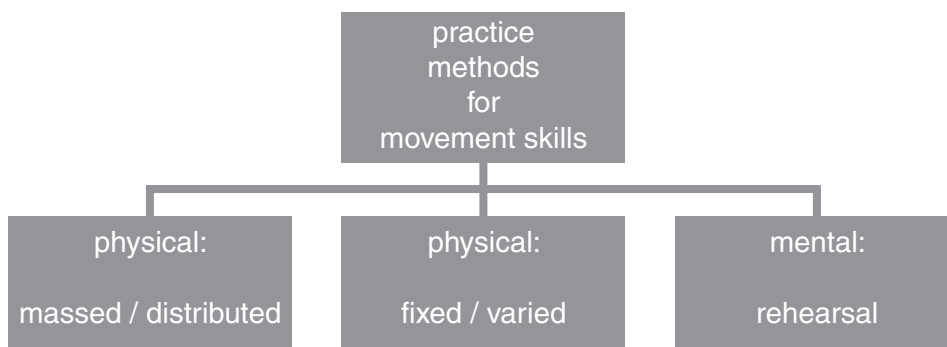 practice
methods
for
movement skills
physical:
massed / distributed
physical:
fixed / varied
mental:
rehearsal